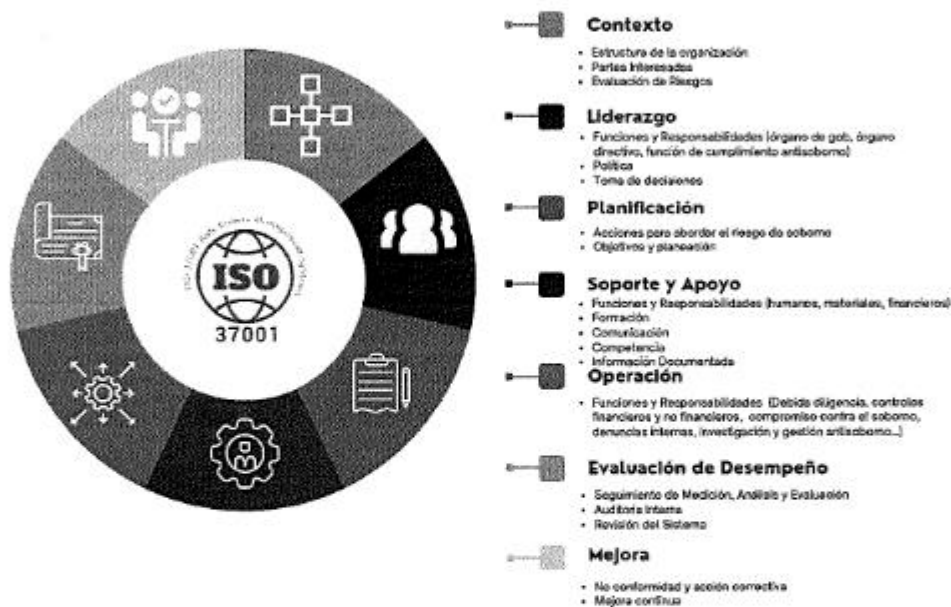 Contexto
• Estructura de la organización
• Partes Interesadas
• Evaluación de Riesgos
Liderazgo
• Funciones y Responsabilidades (órgano de gob, órgano
directivo, función de cumplimiento antisoborno)
• Política
• Toma de decisiones
Planificación
• Acciones para abordar el riesgo de soborno
• Objetivos y planeación
Soporte y Apoyo
• Funciones y Responsabilidades (humanos, materiales, financieros)
• Formación
• Comunicación
• Competencia
• Información Documentada
Operación
• Funciones y Responsabilidades (Debida diligencia, controles
financieros y no financieros, compromiso contra el soborno,
denuncias internas, investigación y gestión antisoborno...)
Evaluación de Desempeño
• Seguimiento de Medición, Análisis y Evaluación
• Auditoria Interna
• Revisión del Sistema
Mejora
• No conformidad y acción correctiva
• Mejora continua
ISO
37001